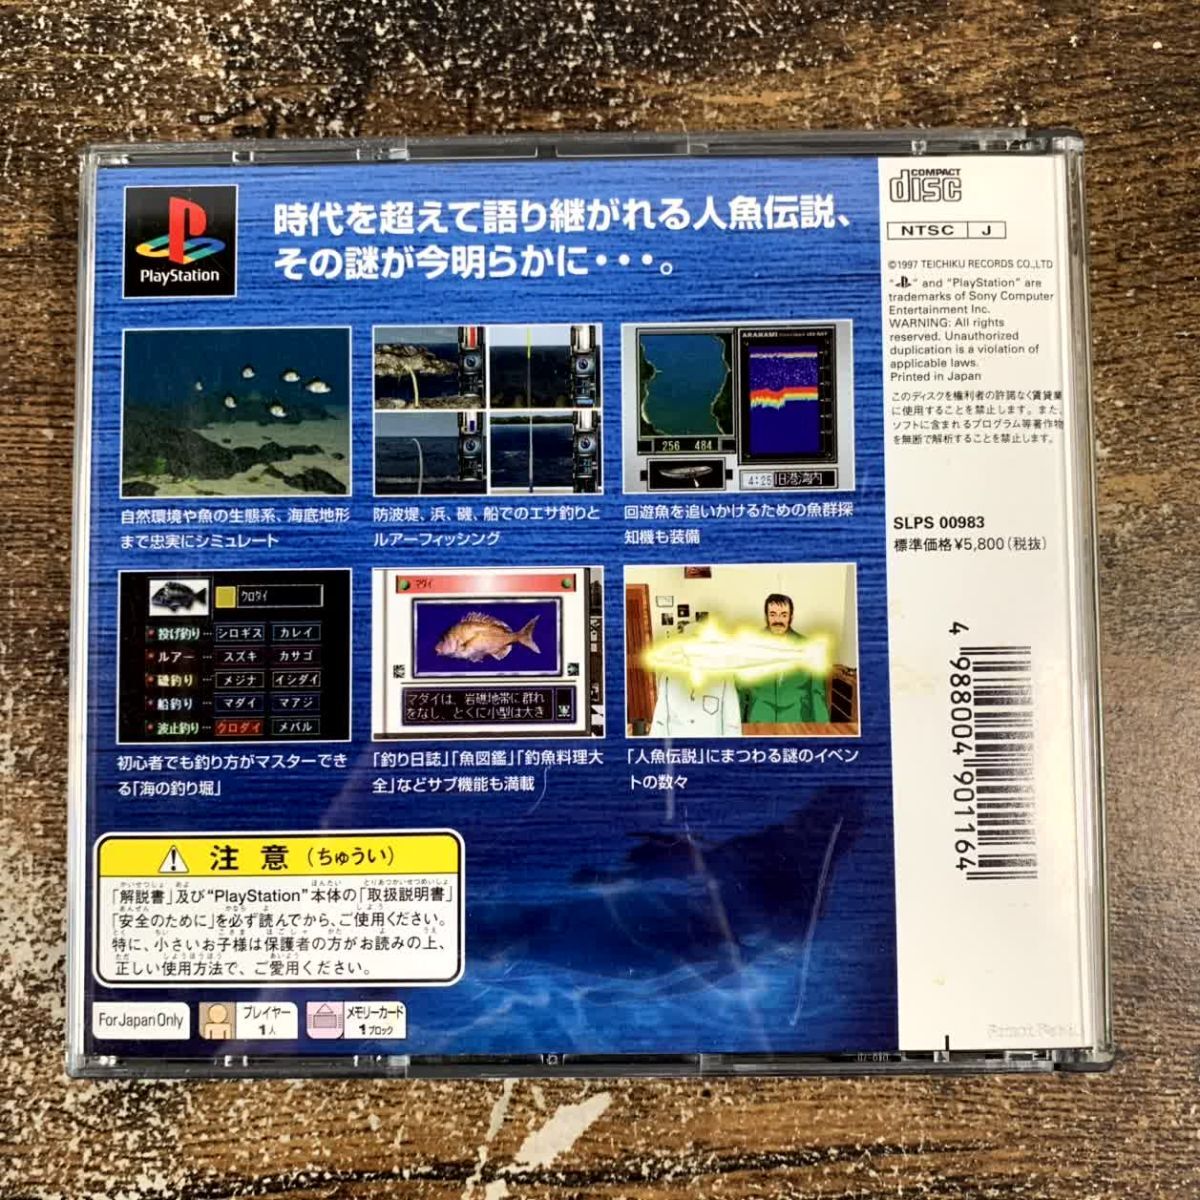 PlayStation
時代を超えて語り継がれる人魚伝説、
その謎が今明らかに・・・。
自然環境や魚の生態系、海底地形
まで忠実にシミュレート
防波堤、浜、磯、船でのエサ釣りと
ルアーフィッシング
256 484
4:25 旧港湾内
回遊魚を追いかけるための魚群探
知機も装備
クロダイ
投げ釣り… シロギス カレイ
ルアー … スズキ カサゴ
磯釣り … メジナ イシダイ
船釣り … マダイ マアジ
波止釣り… クロダイ メバル
初心者でも釣り方がマスターでき
る「海の釣り堀」
マダイ
マダイは、岩礁地帯に群れ
をなし、とくに小型は大き
「釣り日誌」「魚図鑑」「釣魚料理大
全」などサブ機能も満載
「人魚伝説」にまつわる謎のイベン
トの数々
注意(ちゅうい)
「解説書」及び"PlayStation"本体の「取扱説明書」
「安全のために」を必ず読んでから、ご使用ください。
特に、小さいお子様は保護者の方がお読みの上、
正しい使用方法で、ご愛用ください。
For Japan Only
プレイヤー
1人
メモリーカード
1ブロック
COMPACT
disc
NTSC J
©1997 TEICHIKU RECORDS CO.,LTD
" " and "PlayStation" are
trademarks of Sony Computer
Entertainment Inc.
WARNING: All rights
reserved. Unauthorized
duplication is a violation of
applicable laws.
Printed in Japan
このディスクを権利者の許諾なく賃貸業
に使用することを禁止します。また、
ソフトに含まれるプログラム等著作物
を無断で解析することを禁止します。
SLPS 00983
標準価格¥5,800(税抜)
4 988004 901164